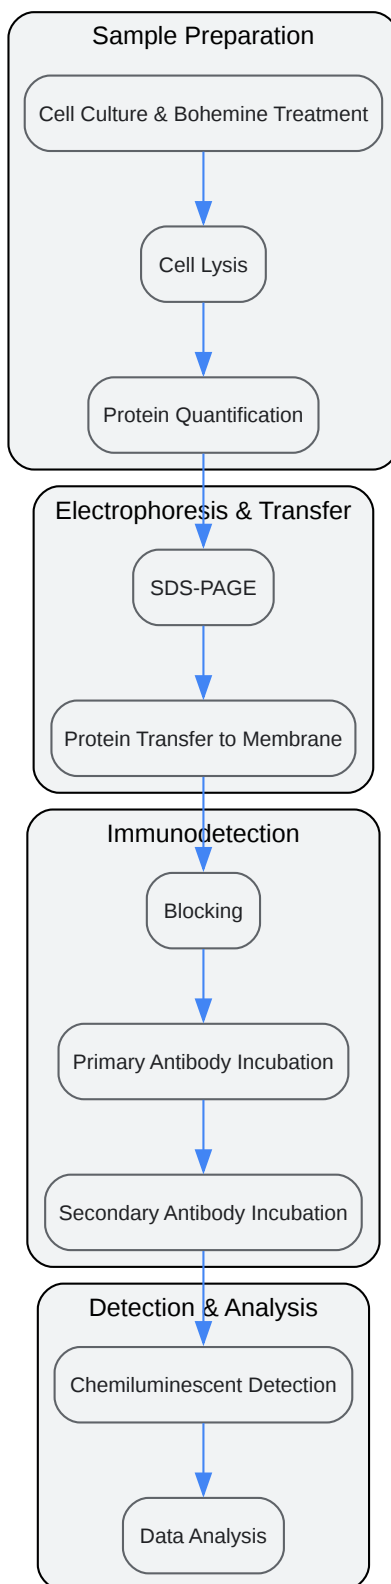 Sample Preparation
Cell Culture & Bohemine Treatment
Cell Lysis
Protein Quantification
Electrophoresis & Transfer
SDS-PAGE
Protein Transfer to Membrane
Immunodetection
Blocking
Primary Antibody Incubation
Secondary Antibody Incubation
Detection & Analysis
Chemiluminescent Detection
Data Analysis